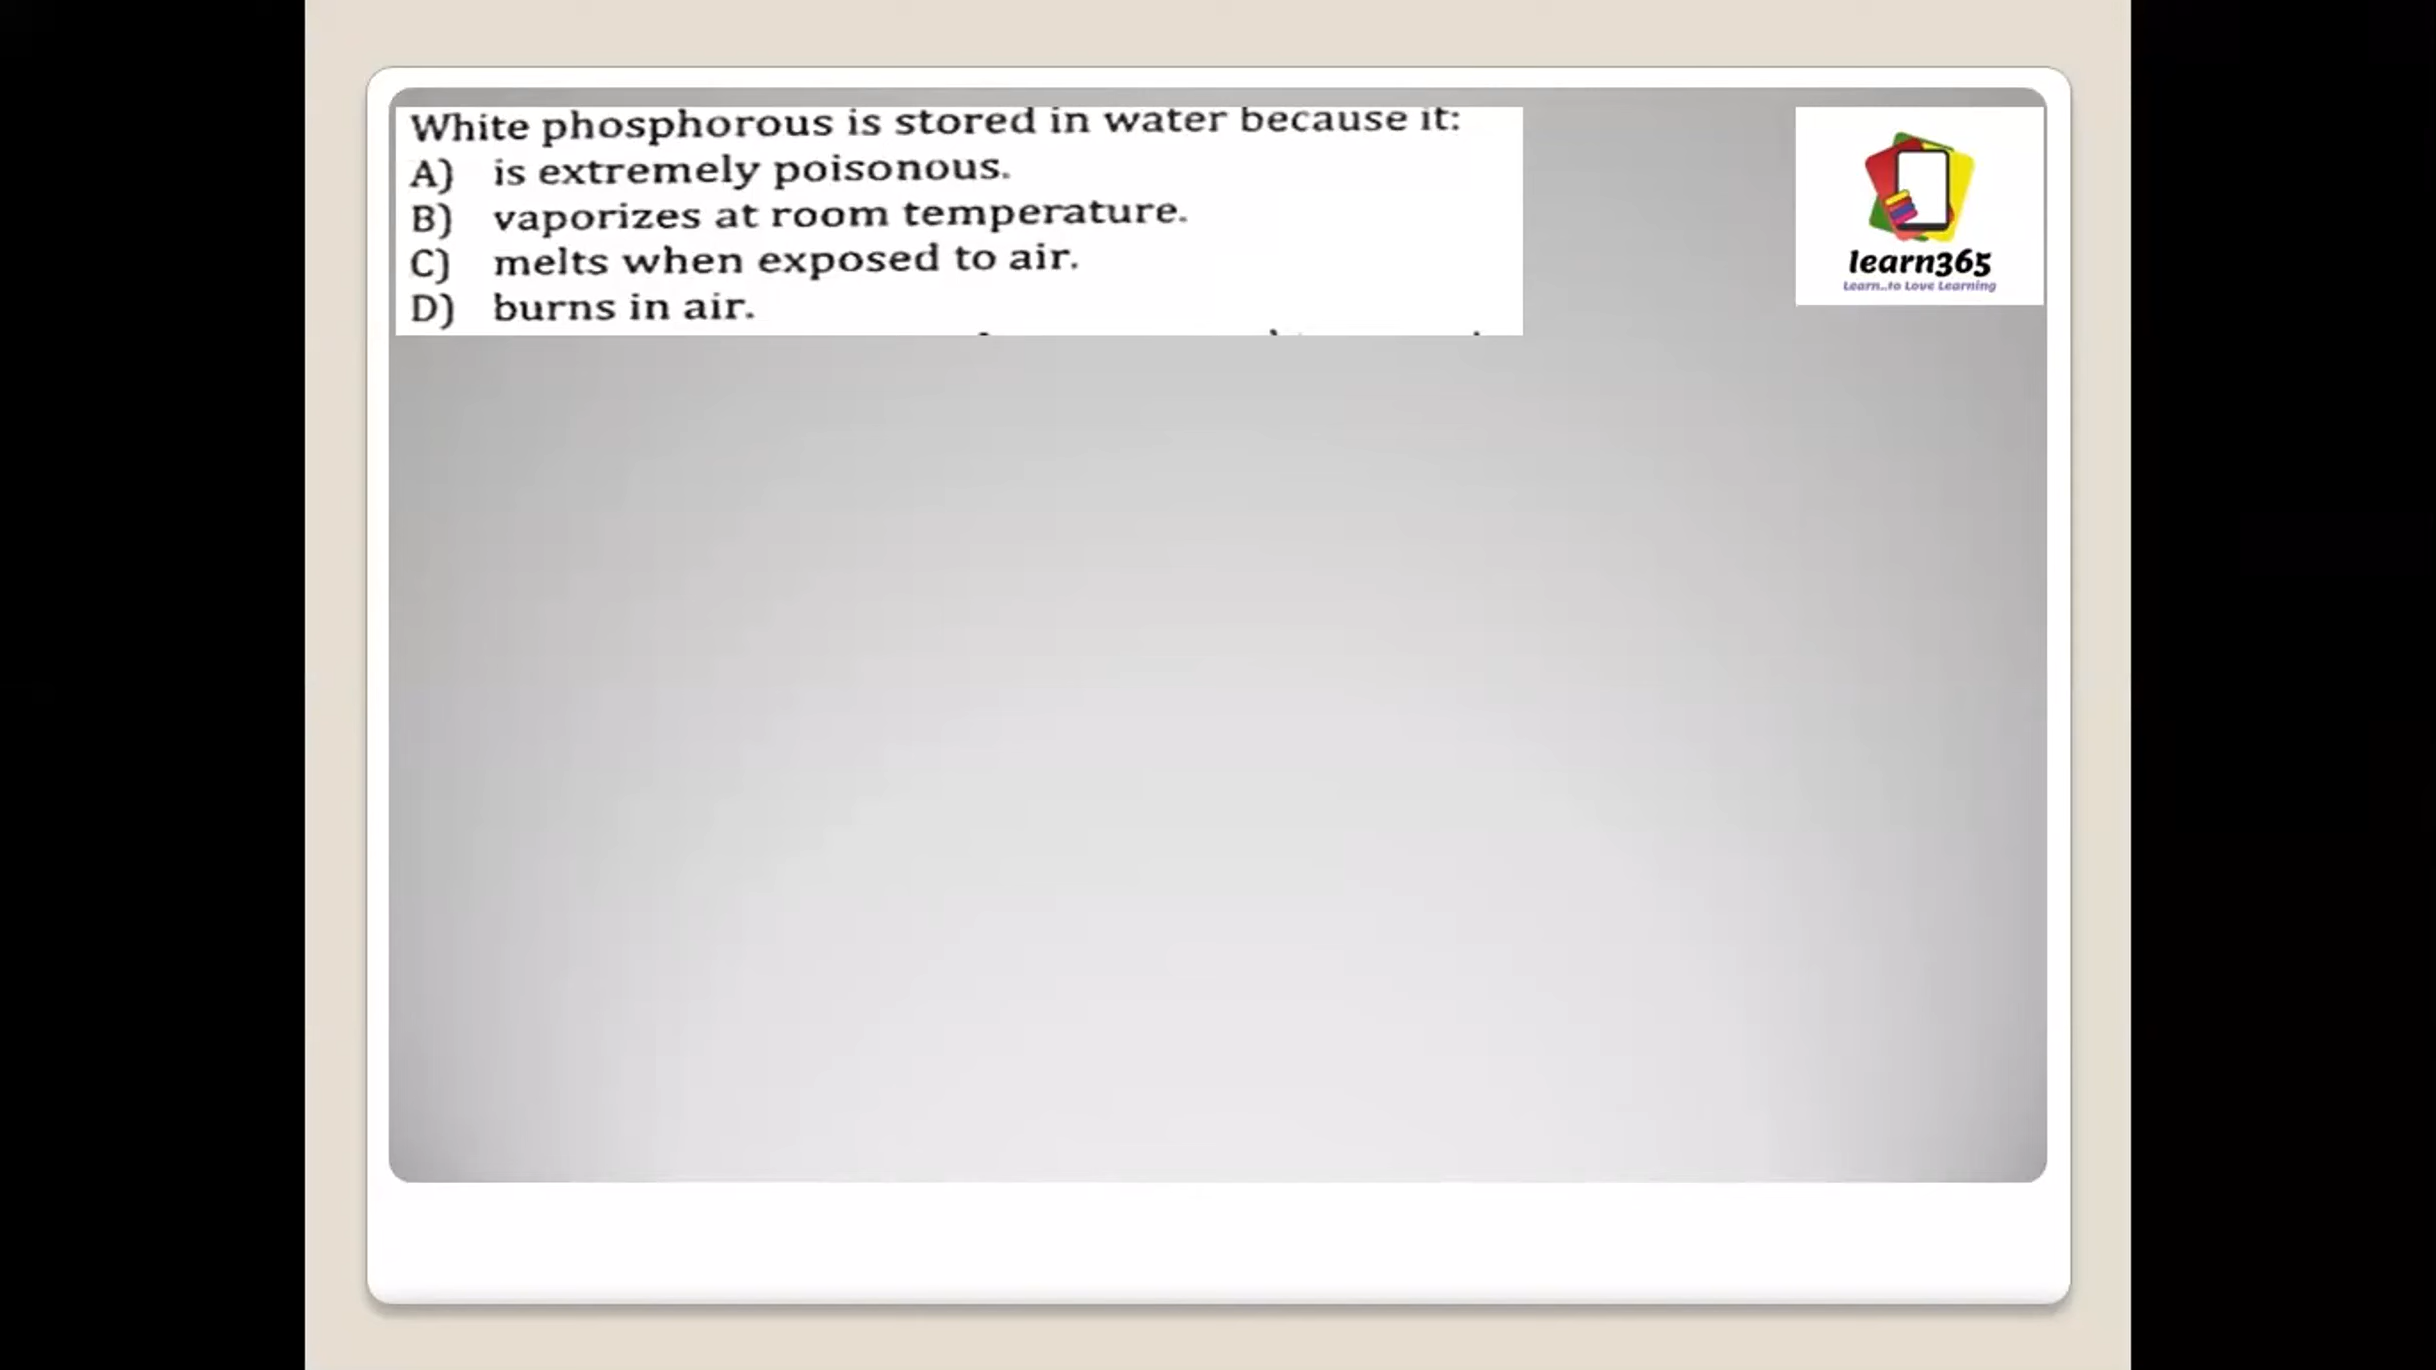 White phosphorous is stored in water because it:
A) is extremely poisonous.
B) vaporizes at room temperature.
C) melts when exposed to air.
D) burns in air.
learn365
Learn..to Love Learning